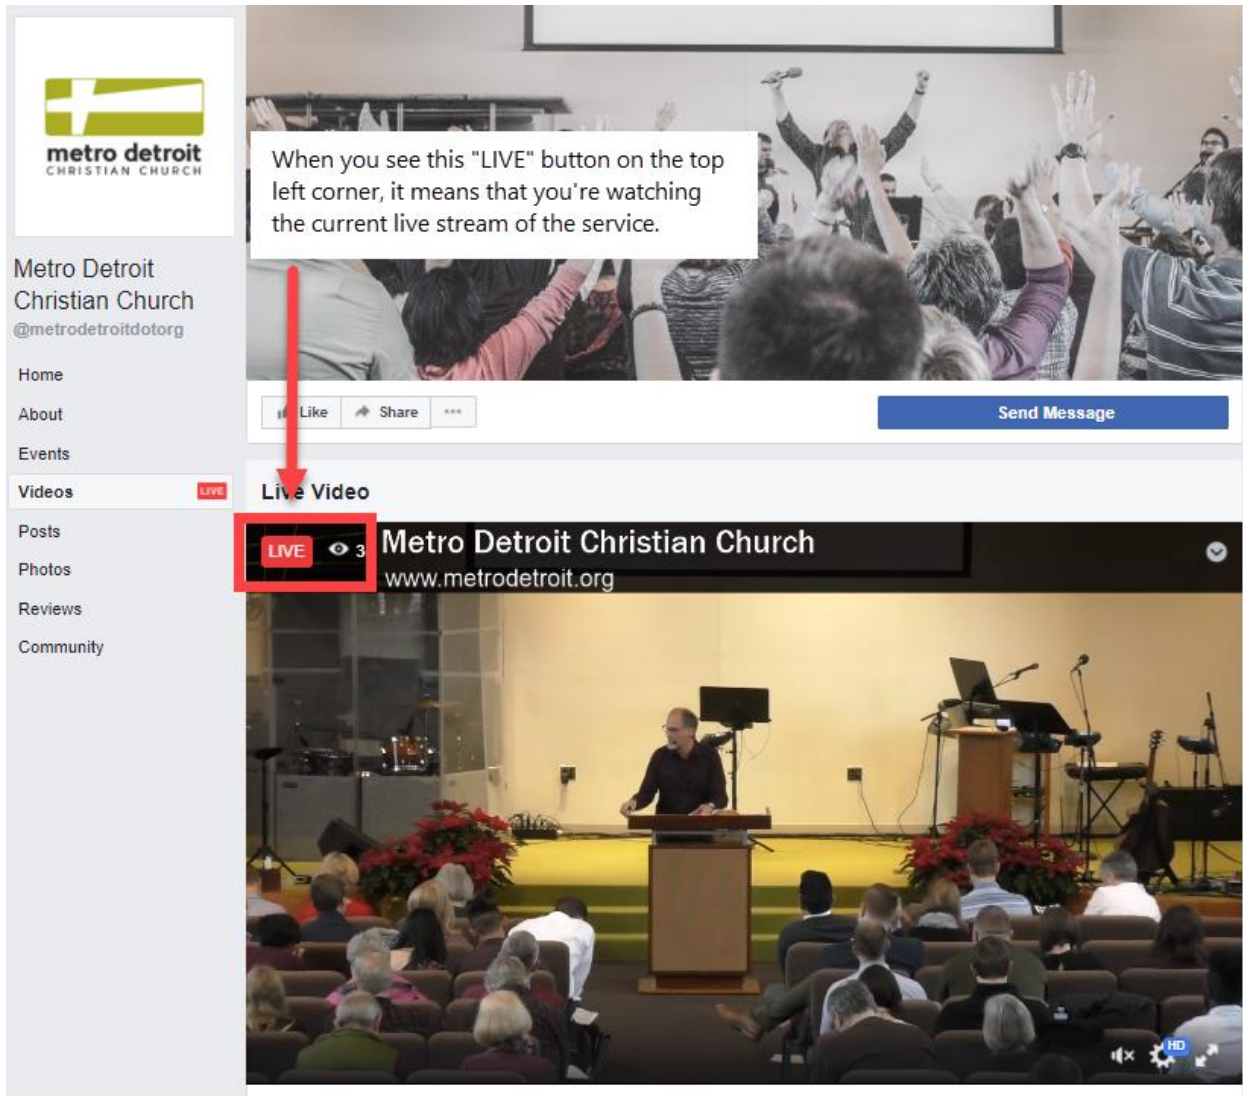 metro detroit
CHRISTIAN CHURCH
Metro Detroit
Christian Church
@metrodetroitdotorg
Home
About
Events
Videos LIVE
Posts
Photos
Reviews
Community
When you see this "LIVE" button on the top
left corner, it means that you're watching
the current live stream of the service.
Like Share ···
Send Message
Live Video
LIVE 3
Metro Detroit Christian Church
www.metrodetroit.org
HD